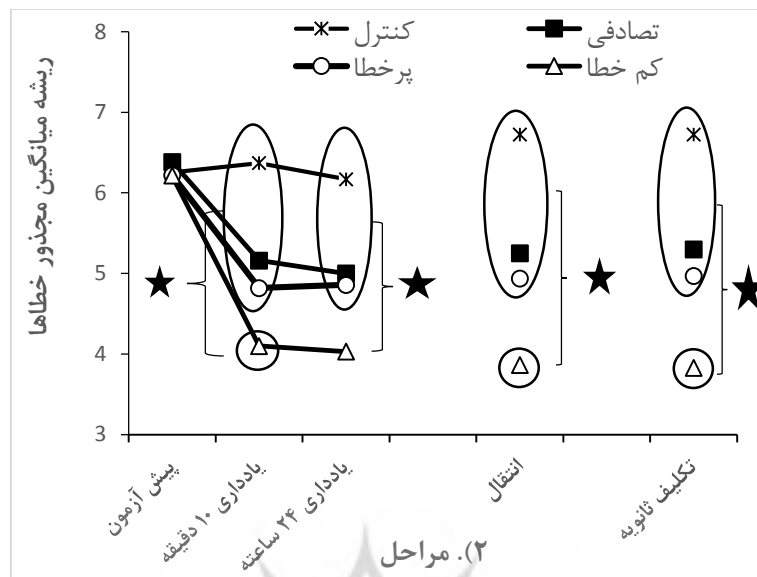 8
7
6
5
4
3
ریشه میانگین مجذور خطاها
کنترل
تصادفی
پرخطا
کم خطا
پیش آزمون
یادداری ۱۰ دقیقه
یادداری ۲۴ ساعته
انتقال
تکلیف ثانویه
۲). مراحل